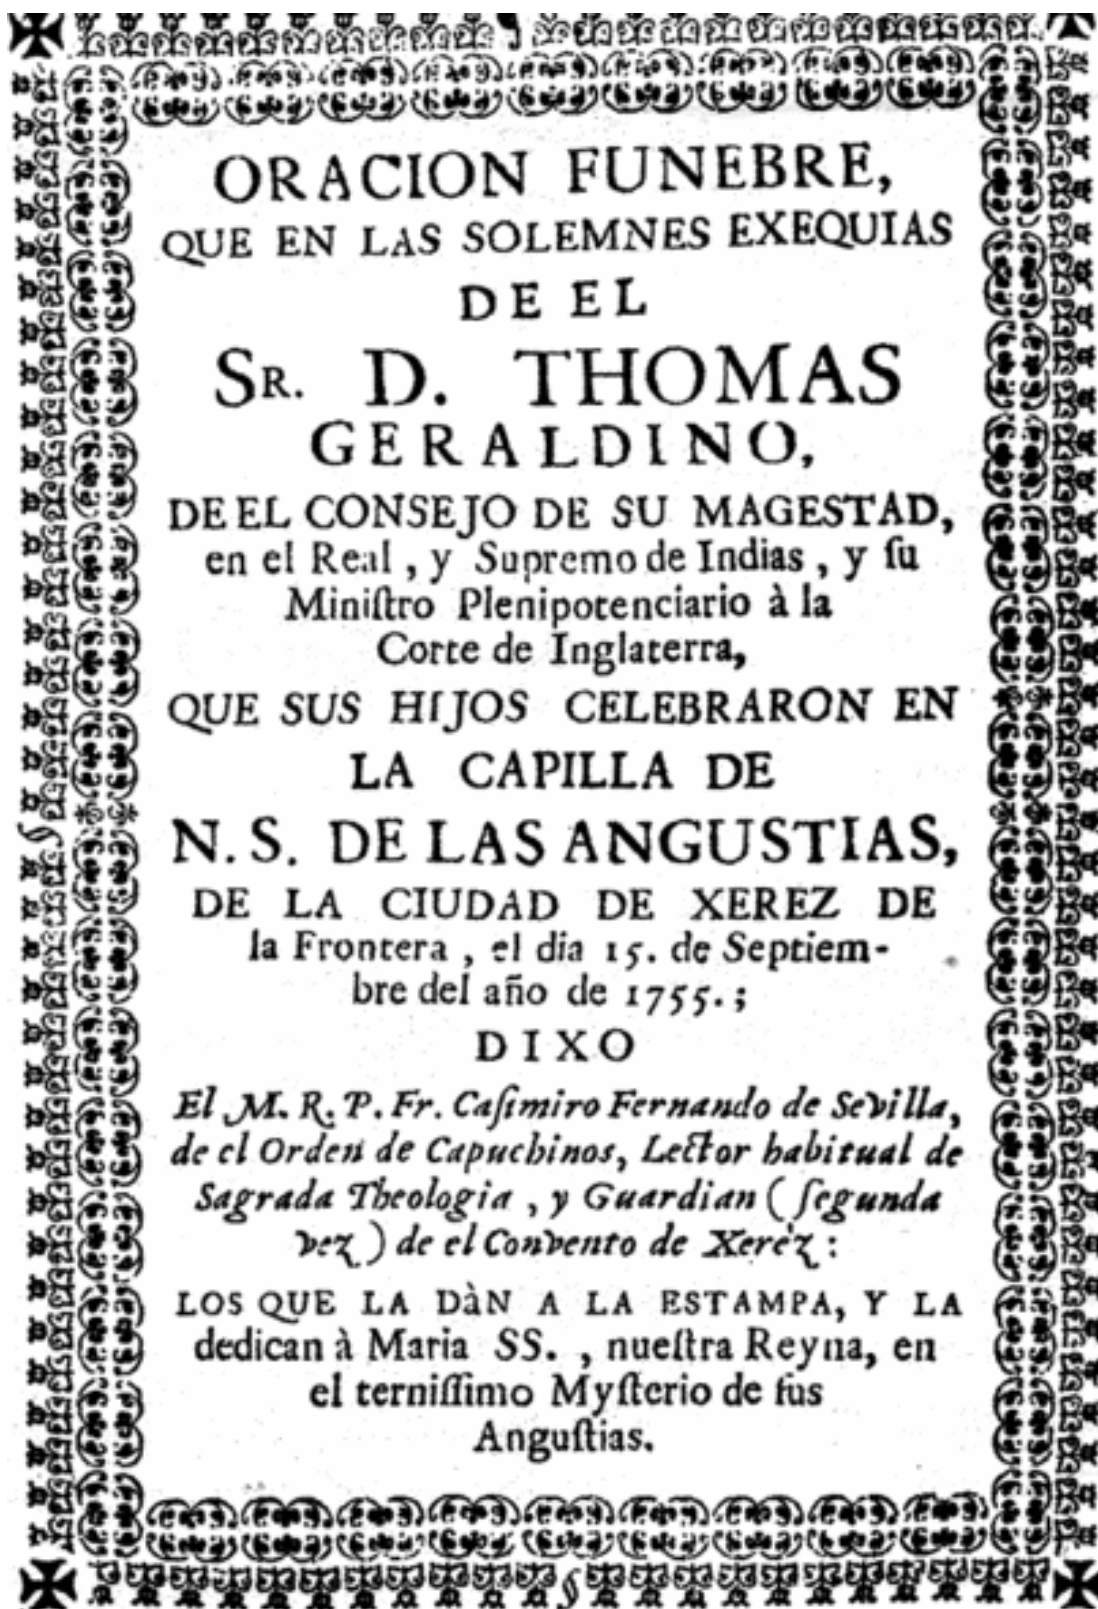 ORACION FUNEBRE,
QUE EN LAS SOLEMNES EXEQUIAS
DE EL
SR. D. THOMAS
GERALDINO,
DE EL CONSEJO DE SU MAGESTAD,
en el Real, y Supremo de Indias, y ſu
Miniſtro Plenipotenciario à la
Corte de Inglaterra,
QUE SUS HIJOS CELEBRARON EN
LA CAPILLA DE
N. S. DE LAS ANGUSTIAS,
DE LA CIUDAD DE XEREZ DE
la Frontera, el dia 15. de Septiem-
bre del año de 1755.;
DIXO
El M. R. P. Fr. Caſimiro Fernando de Sevilla,
de el Orden de Capuchinos, Lector habitual de
Sagrada Theologia, y Guardian (ſegunda
vez) de el Convento de Xerèz:
LOS QUE LA DàN A LA ESTAMPA, Y LA
dedican à Maria SS., nueſtra Reyna, en
el terniſſimo Myſterio de ſus
Anguſtias.